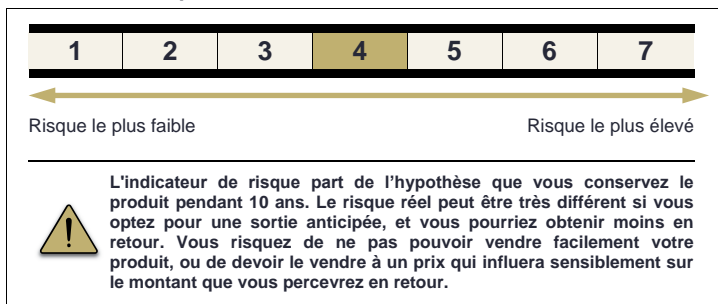 1 2 3 4 5 6 7
Risque le plus faible Risque le plus élevé
L'indicateur de risque part de l’hypothèse que vous conservez le
produit pendant 10 ans. Le risque réel peut être très différent si vous
optez pour une sortie anticipée, et vous pourriez obtenir moins en
retour. Vous risquez de ne pas pouvoir vendre facilement votre
produit, ou de devoir le vendre à un prix qui influera sensiblement sur
le montant que vous percevrez en retour.